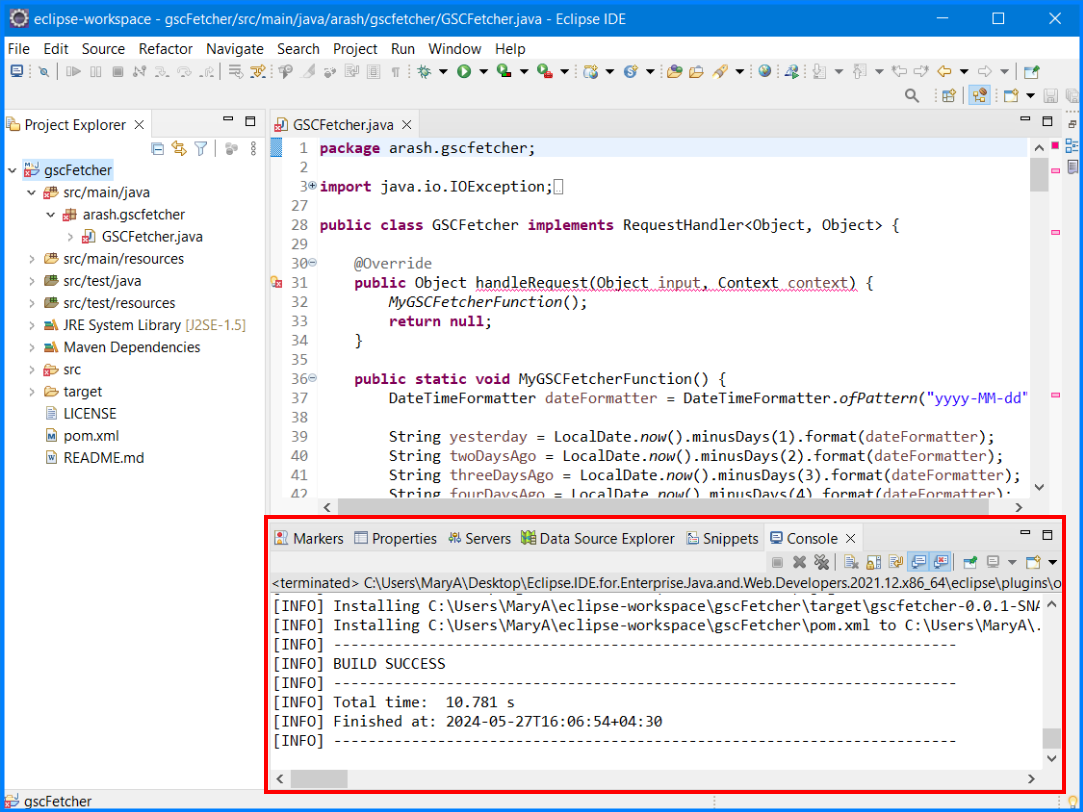 eclipse-workspace - gscFetcher/src/main/java/arash/gscfetcher/GSCFetcher.java - Eclipse IDE
File Edit Source Refactor Navigate Search Project Run Window Help
Project Explorer
gscFetcher
src/main/java
arash.gscfetcher
GSCFetcher.java
src/main/resources
src/test/java
src/test/resources
JRE System Library [J2SE-1.5]
Maven Dependencies
src
target
LICENSE
pom.xml
README.md
GSCFetcher.java
1 package arash.gscfetcher;
2
3 import java.io.IOException;
27
28 public class GSCFetcher implements RequestHandler<Object, Object> {
29
30 @Override
31 public Object handleRequest(Object input, Context context) {
32 MyGSCFetcherFunction();
33 return null;
34 }
35
36 public static void MyGSCFetcherFunction() {
37 DateTimeFormatter dateFormatter = DateTimeFormatter.ofPattern("yyyy-MM-dd"
38
39 String yesterday = LocalDate.now().minusDays(1).format(dateFormatter);
40 String twoDaysAgo = LocalDate.now().minusDays(2).format(dateFormatter);
41 String threeDaysAgo = LocalDate.now().minusDays(3).format(dateFormatter);
42 String fourDaysAgo = LocalDate.now().minusDays(4).format(dateFormatter);
Markers Properties Servers Data Source Explorer Snippets Console
<terminated> C:\Users\MaryA\Desktop\Eclipse.IDE.for.Enterprise.Java.and.Web.Developers.2021.12.x86_64\eclipse\plugins\o
[INFO] Installing C:\Users\MaryA\eclipse-workspace\gscFetcher\target\gscfetcher-0.0.1-SNA
[INFO] Installing C:\Users\MaryA\eclipse-workspace\gscFetcher\pom.xml to C:\Users\MaryA\.
[INFO] ------------------------------------------------------------------------
[INFO] BUILD SUCCESS
[INFO] ------------------------------------------------------------------------
[INFO] Total time:  10.781 s
[INFO] Finished at: 2024-05-27T16:06:54+04:30
[INFO] ------------------------------------------------------------------------
gscFetcher